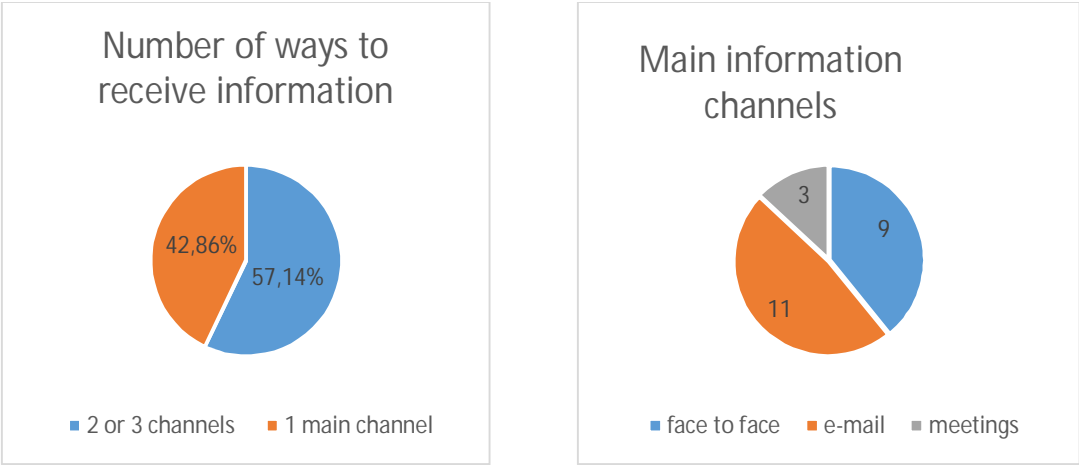 Number of ways to
receive information
42,86%
57,14%
2 or 3 channels
1 main channel
Main information
channels
3
9
11
face to face
e-mail
meetings